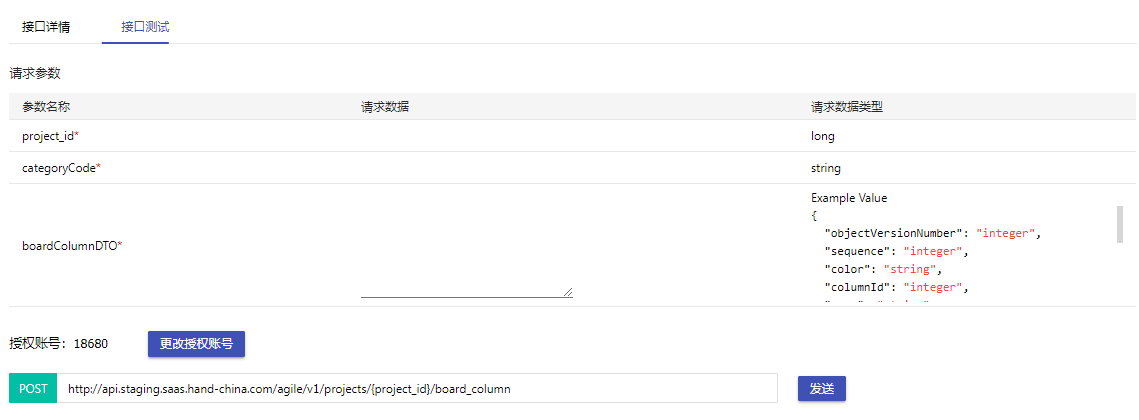 接口详情 接口测试
请求参数
参数名称 请求数据 请求数据类型
project_id* long
categoryCode* string
boardColumnDTO*
Example Value
{
"objectVersionNumber": "integer",
"sequence": "integer",
"color": "string",
"columnId": "integer",
授权账号：18680 更改授权账号
POST http://api.staging.saas.hand-china.com/agile/v1/projects/{project_id}/board_column 发送